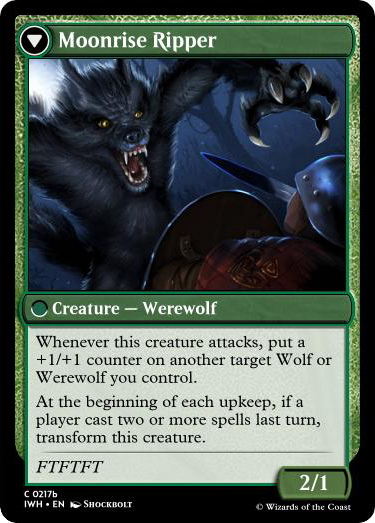 Moonrise Ripper
Creature — Werewolf
Whenever this creature attacks, put a
+1/+1 counter on another target Wolf or
Werewolf you control.
At the beginning of each upkeep, if a
player cast two or more spells last turn,
transform this creature.
FTFTFT
2/1
C 0217b
IWH • EN SHOCKBOLT
© Wizards of the Coast